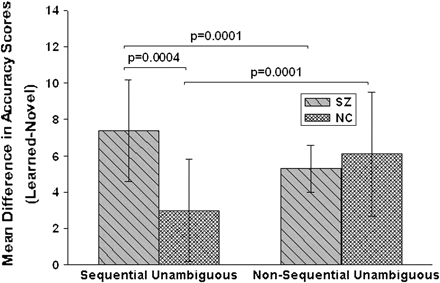 Mean Difference in Accuracy Scores
(Learned-Novel)
14
12
10
8
6
4
2
0
p=0.0001
p=0.0004
p=0.0001
SZ
NC
Sequential Unambiguous
Non-Sequential Unambiguous